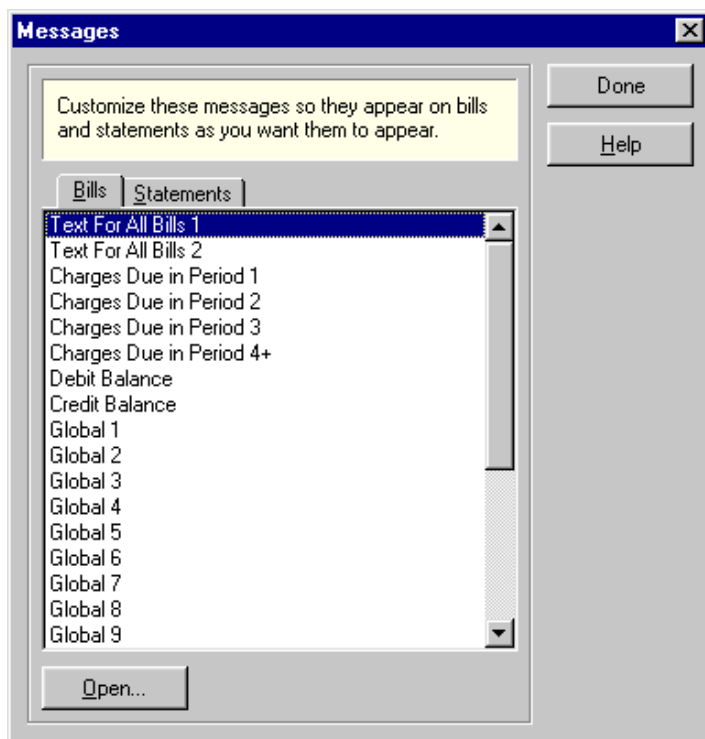 Messages
Customize these messages so they appear on bills
and statements as you want them to appear.
Done
Help
Bills
Statements
Text For All Bills 1
Text For All Bills 2
Charges Due in Period 1
Charges Due in Period 2
Charges Due in Period 3
Charges Due in Period 4+
Debit Balance
Credit Balance
Global 1
Global 2
Global 3
Global 4
Global 5
Global 6
Global 7
Global 8
Global 9
Open...